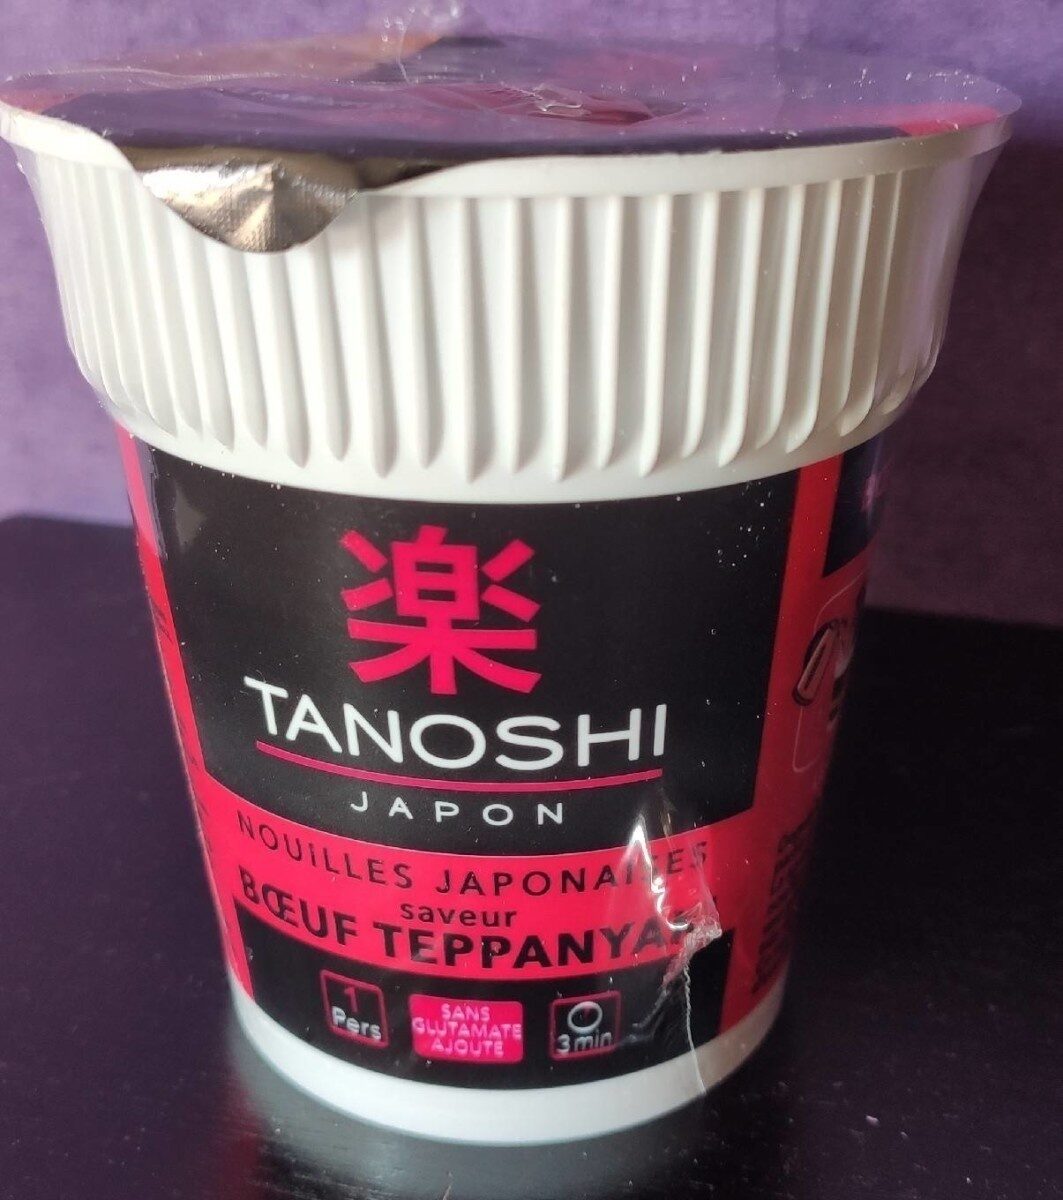 楽
TANOSHI
JAPON
NOUILLES JAPONAISES
saveur
BŒUF TEPPANYAKI
1
Pers
SANS
GLUTAMATE
AJOUTÉ
3 min